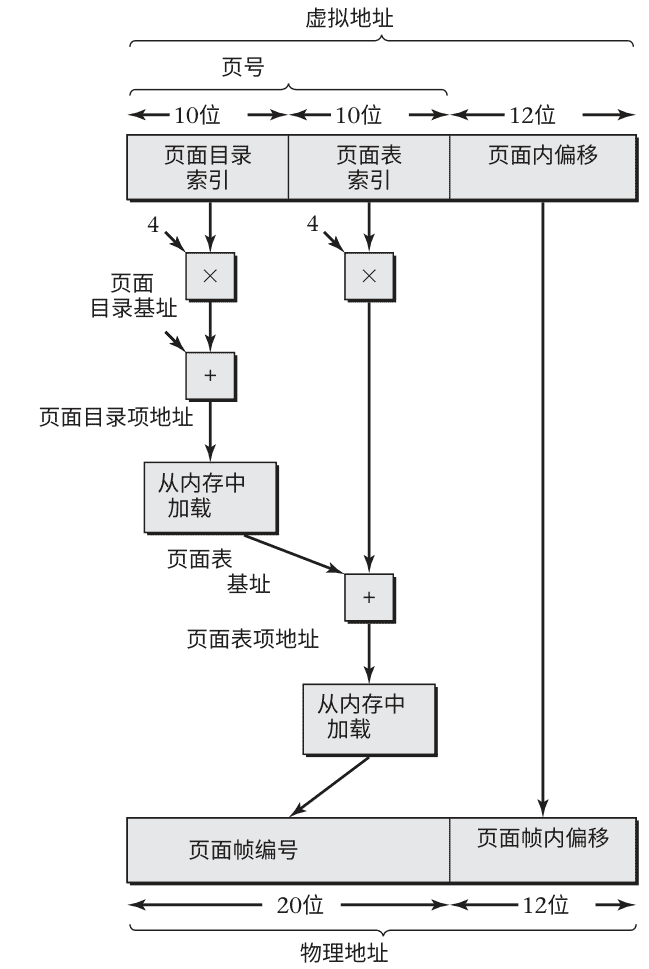 虚拟地址
页号
10位
10位
12位
页面目录
索引
页面表
索引
页面内偏移
4
4
×
×
页面
目录基址
+
页面目录项地址
从内存中
加载
页面表
基址
+
页面表项地址
从内存中
加载
页面帧编号
页面帧内偏移
20位
12位
物理地址